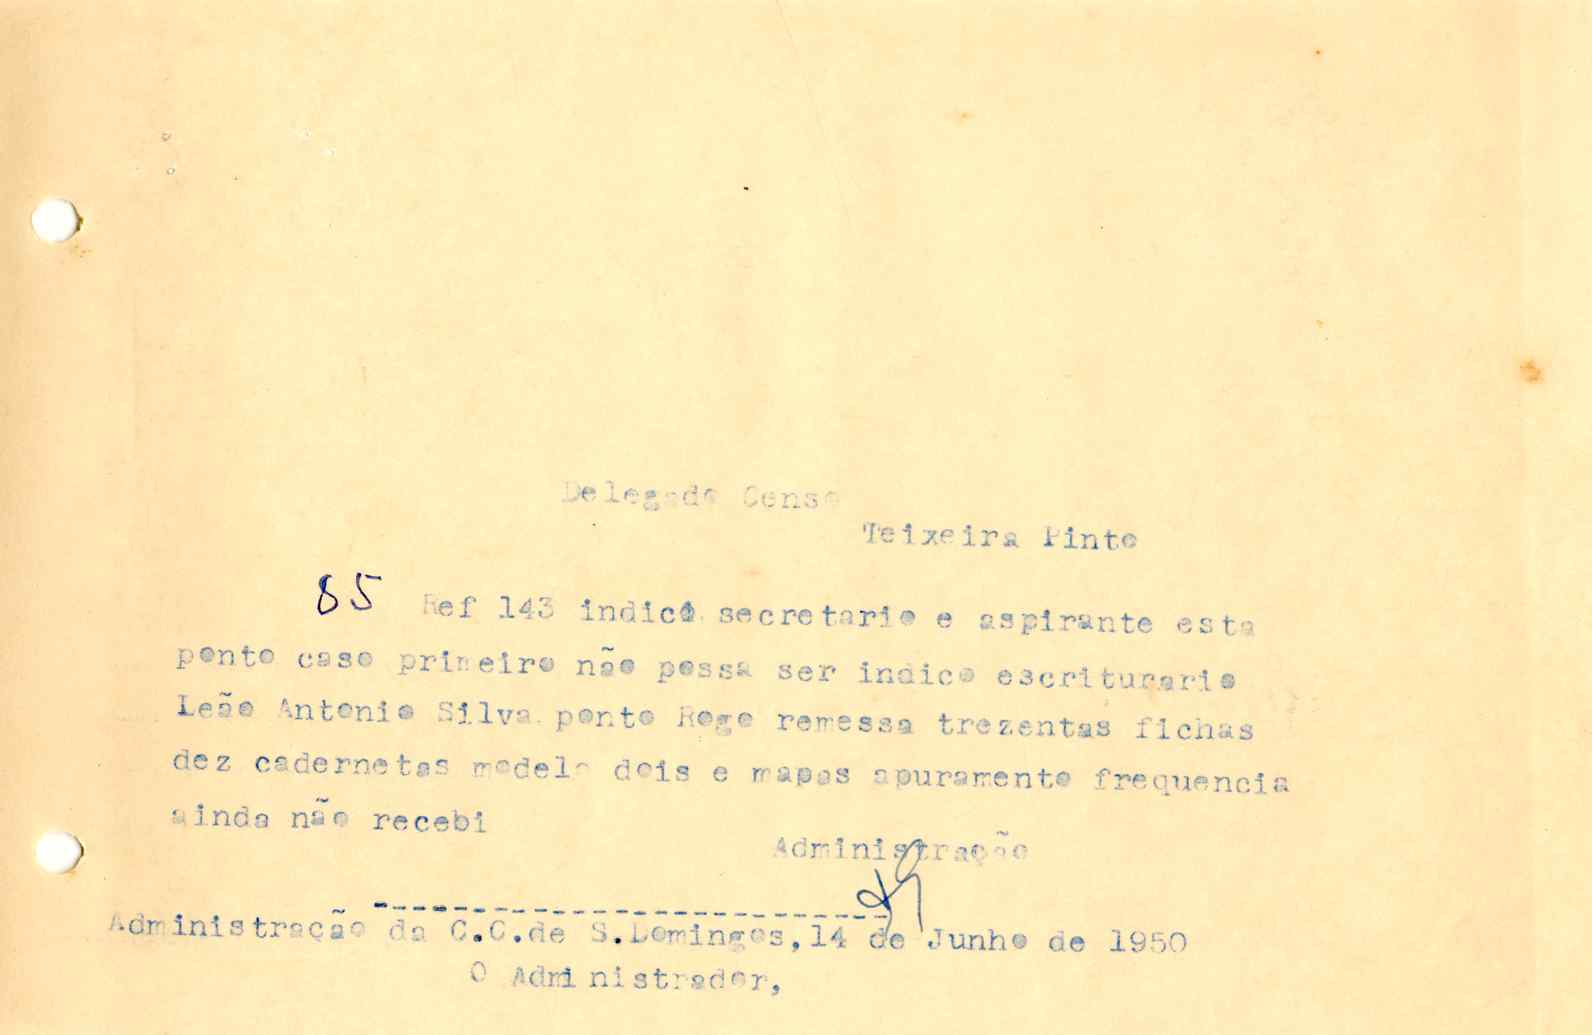 Delegado Censo
Teixeira Pinto
85 Ref 143 indico secretario e aspirante esta
ponto caso primeiro não possa ser indico escriturario
Leão Antonio Silva ponto Rogo remessa trezentas fichas
dez cadernetas modelo dois e mapas apuramento frequencia
ainda não recebi
Administração
Administração da C.C.de S.Domingos,14 de Junho de 1950
O Administrador,